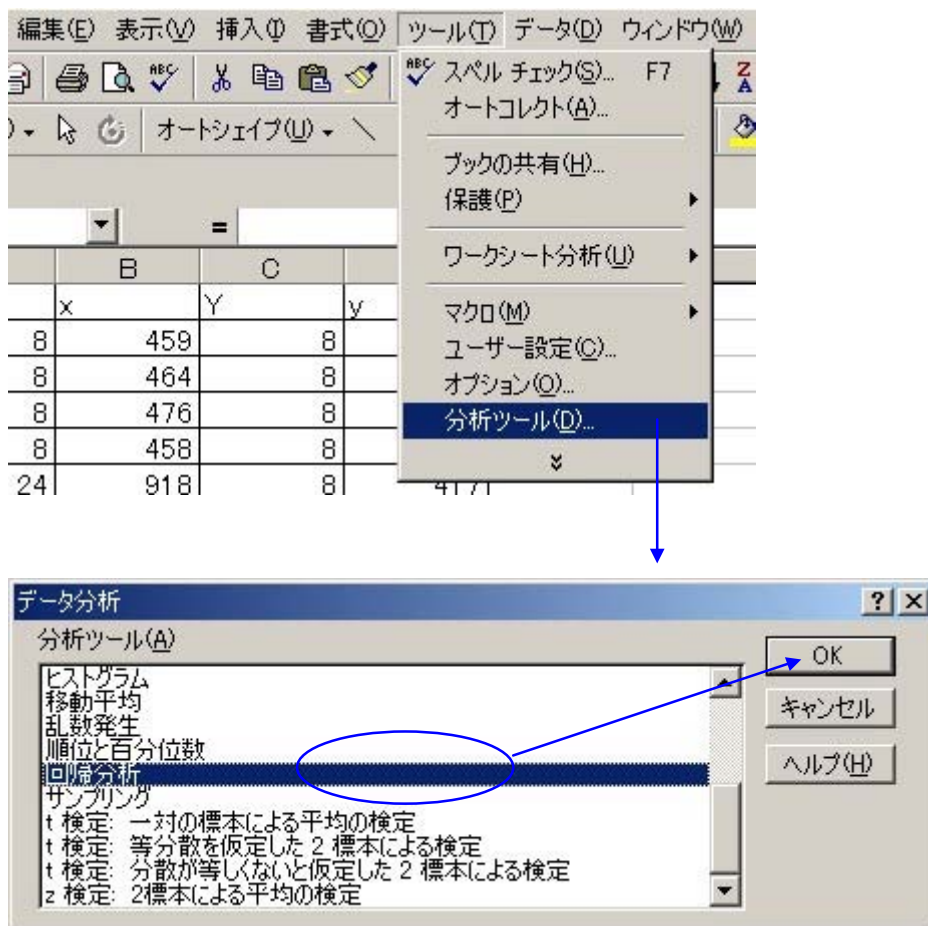 編集(E) 表示(V) 挿入(I) 書式(O) ツール(T) データ(D) ウィンドウ(W)
ABC スペル チェック(S)... F7
オートコレクト(A)...
オートシェイプ(U)
ブックの共有(H)...
保護(P)
=
ワークシート分析(U)
B C
x Y y
マクロ(M)
8 459 8
ユーザー設定(C)...
8 464 8
オプション(O)...
8 476 8
分析ツール(D)...
8 458 8
24 918 8 4171
データ分析
分析ツール(A)
OK
キャンセル
ヘルプ(H)
ヒストグラム
移動平均
乱数発生
順位と百分位数
回帰分析
サンプリング
t 検定: 一対の標本による平均の検定
t 検定: 等分散を仮定した 2 標本による検定
t 検定: 分散が等しくないと仮定した 2 標本による検定
z 検定: 2標本による平均の検定